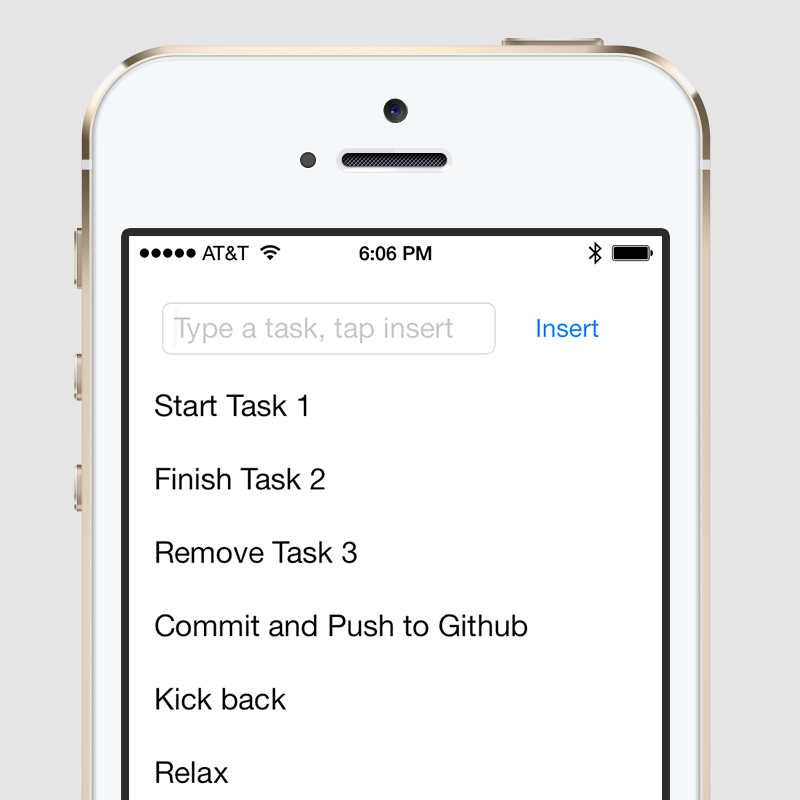 AT&T 6:06 PM
Type a task, tap insert Insert
Start Task 1
Finish Task 2
Remove Task 3
Commit and Push to Github
Kick back
Relax